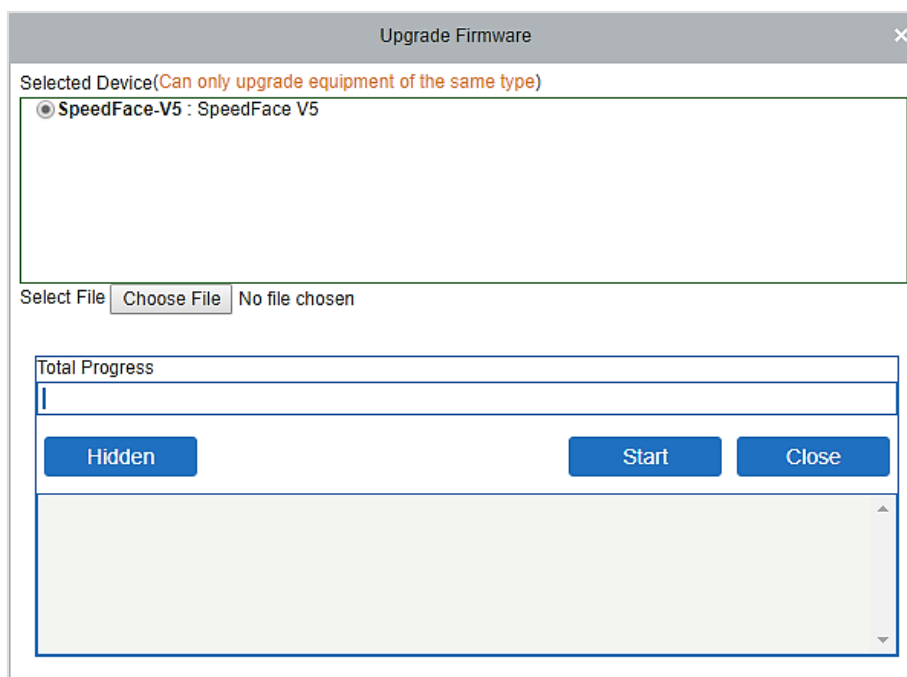 Upgrade Firmware
Selected Device(Can only upgrade equipment of the same type)
SpeedFace-V5 : SpeedFace V5
Select File Choose File No file chosen
Total Progress
Hidden Start Close